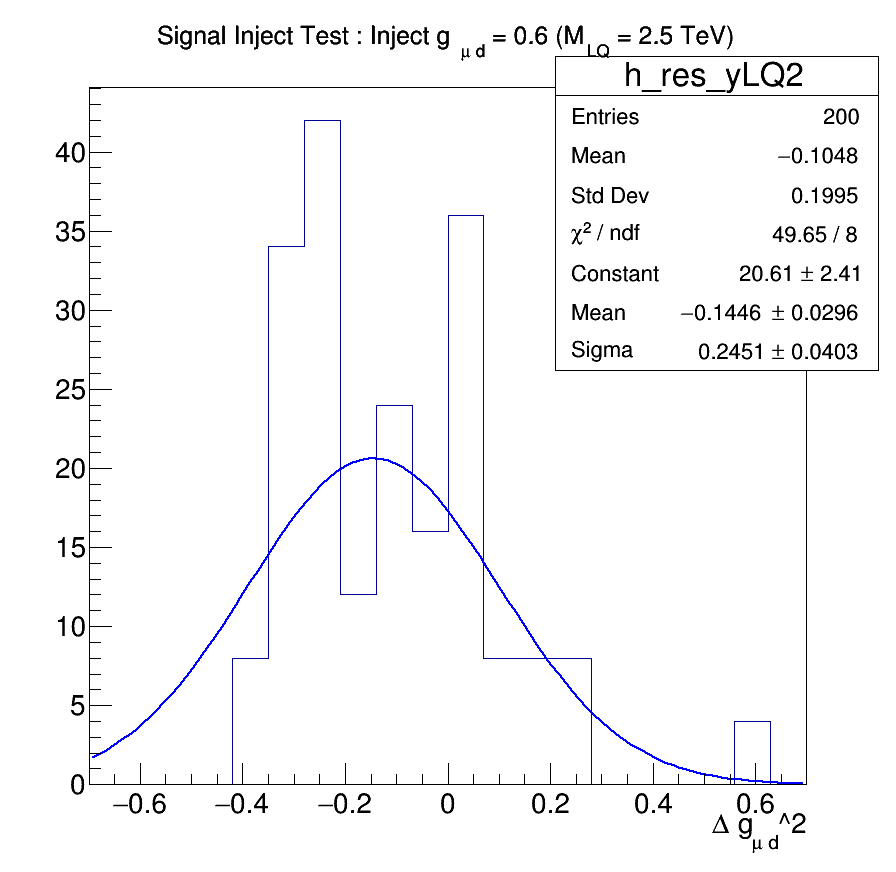 Signal Inject Test : Inject g μ d = 0.6 (M LQ = 2.5 TeV)
h_res_yLQ2
Entries 200
Mean −0.1048
Std Dev 0.1995
χ² / ndf 49.65 / 8
Constant 20.61 ± 2.41
Mean −0.1446 ± 0.0296
Sigma 0.2451 ± 0.0403
40
35
30
25
20
15
10
5
0
−0.6 −0.4 −0.2 0 0.2 0.4 0.6
Δ g μ d ^2